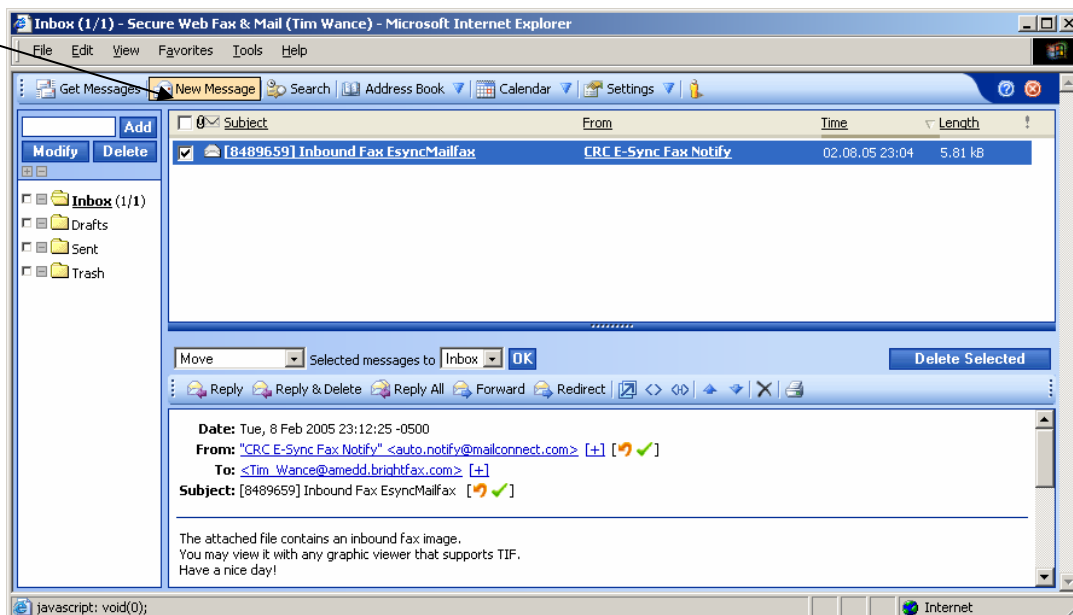 Inbox (1/1) - Secure Web Fax & Mail (Tim Wance) - Microsoft Internet Explorer
File Edit View Favorites Tools Help
Get Messages New Message Search Address Book Calendar Settings
Add Subject From Time Length !
Modify Delete [8489659] Inbound Fax EsyncMailfax CRC E-Sync Fax Notify 02.08.05 23:04 5.81 kB
Inbox (1/1)
Drafts
Sent
Trash
Move Selected messages to Inbox OK Delete Selected
Reply Reply & Delete Reply All Forward Redirect
Date: Tue, 8 Feb 2005 23:12:25 -0500
From: "CRC E-Sync Fax Notify" <auto.notify@mailconnect.com> [+] [ ]
To: <Tim_Wance@amedd.brightfax.com> [+]
Subject: [8489659] Inbound Fax EsyncMailfax [ ]
The attached file contains an inbound fax image.
You may view it with any graphic viewer that supports TIF.
Have a nice day!
javascript: void(0); Internet